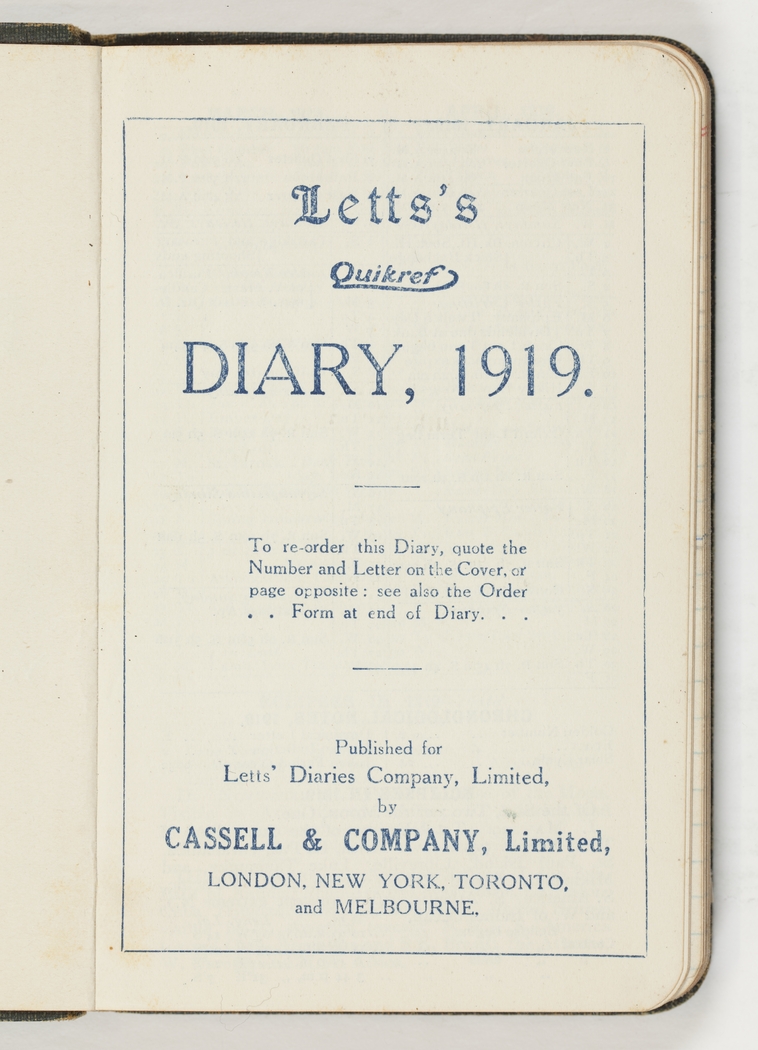 Letts's
Quikref
DIARY, 1919.
To re-order this Diary, quote the
Number and Letter on the Cover, or
page opposite : see also the Order
. . Form at end of Diary. . .
Published for
Letts' Diaries Company, Limited,
by
CASSELL & COMPANY, Limited,
LONDON, NEW YORK, TORONTO,
and MELBOURNE.